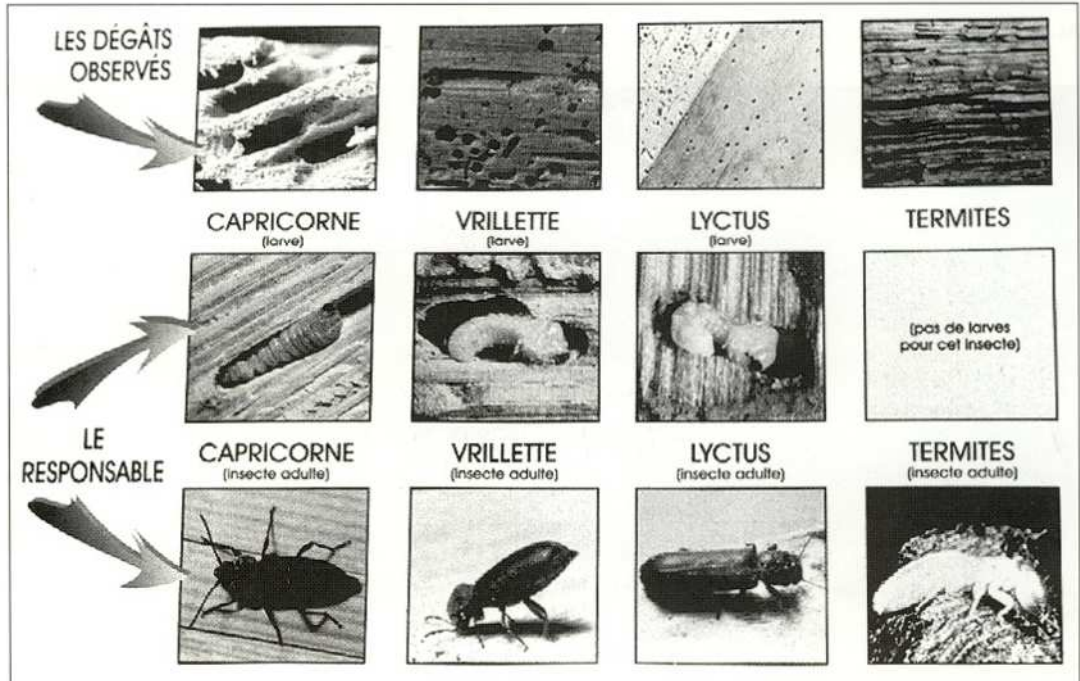 LES DÉGÂTS
OBSERVÉS
CAPRICORNE
(larve)
VRILLETTE
(larve)
LYCTUS
(larve)
TERMITES
(pas de larves
pour cet insecte)
LE
RESPONSABLE
CAPRICORNE
(insecte adulte)
VRILLETTE
(insecte adulte)
LYCTUS
(insecte adulte)
TERMITES
(insecte adulte)